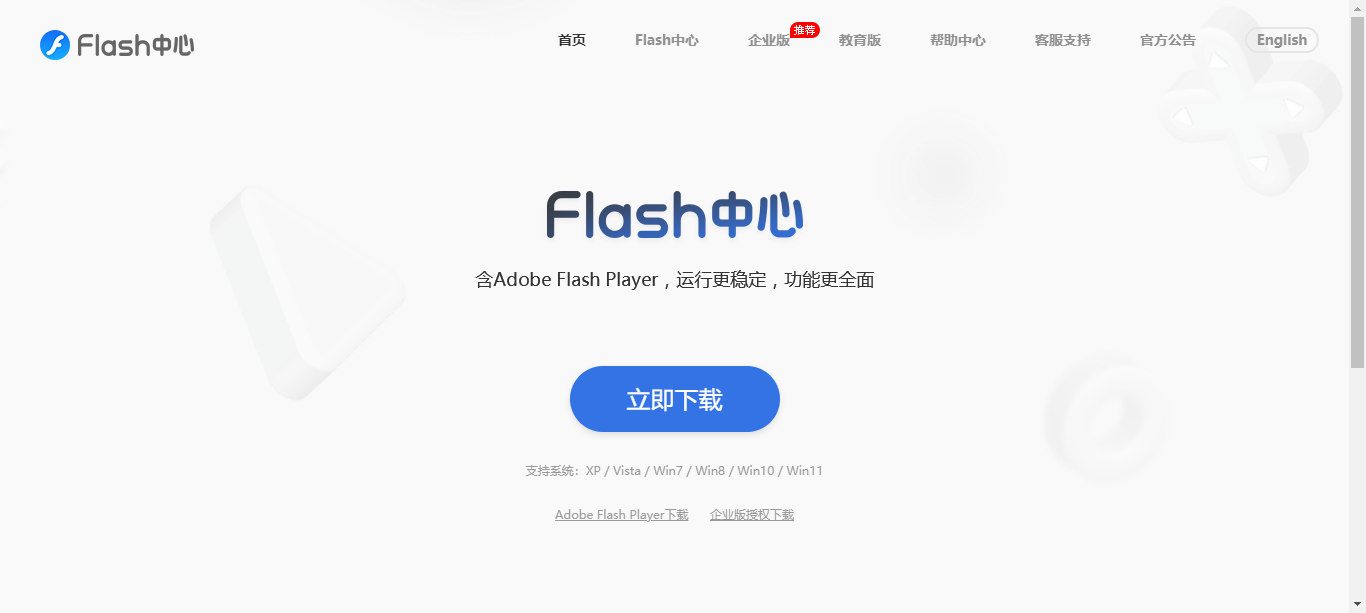 Flash中心
首页 Flash中心 企业版 推荐 教育版 帮助中心 客服支持 官方公告 English
Flash中心
含Adobe Flash Player，运行更稳定，功能更全面
立即下载
支持系统：XP / Vista / Win7 / Win8 / Win10 / Win11
Adobe Flash Player下载 企业版授权下载